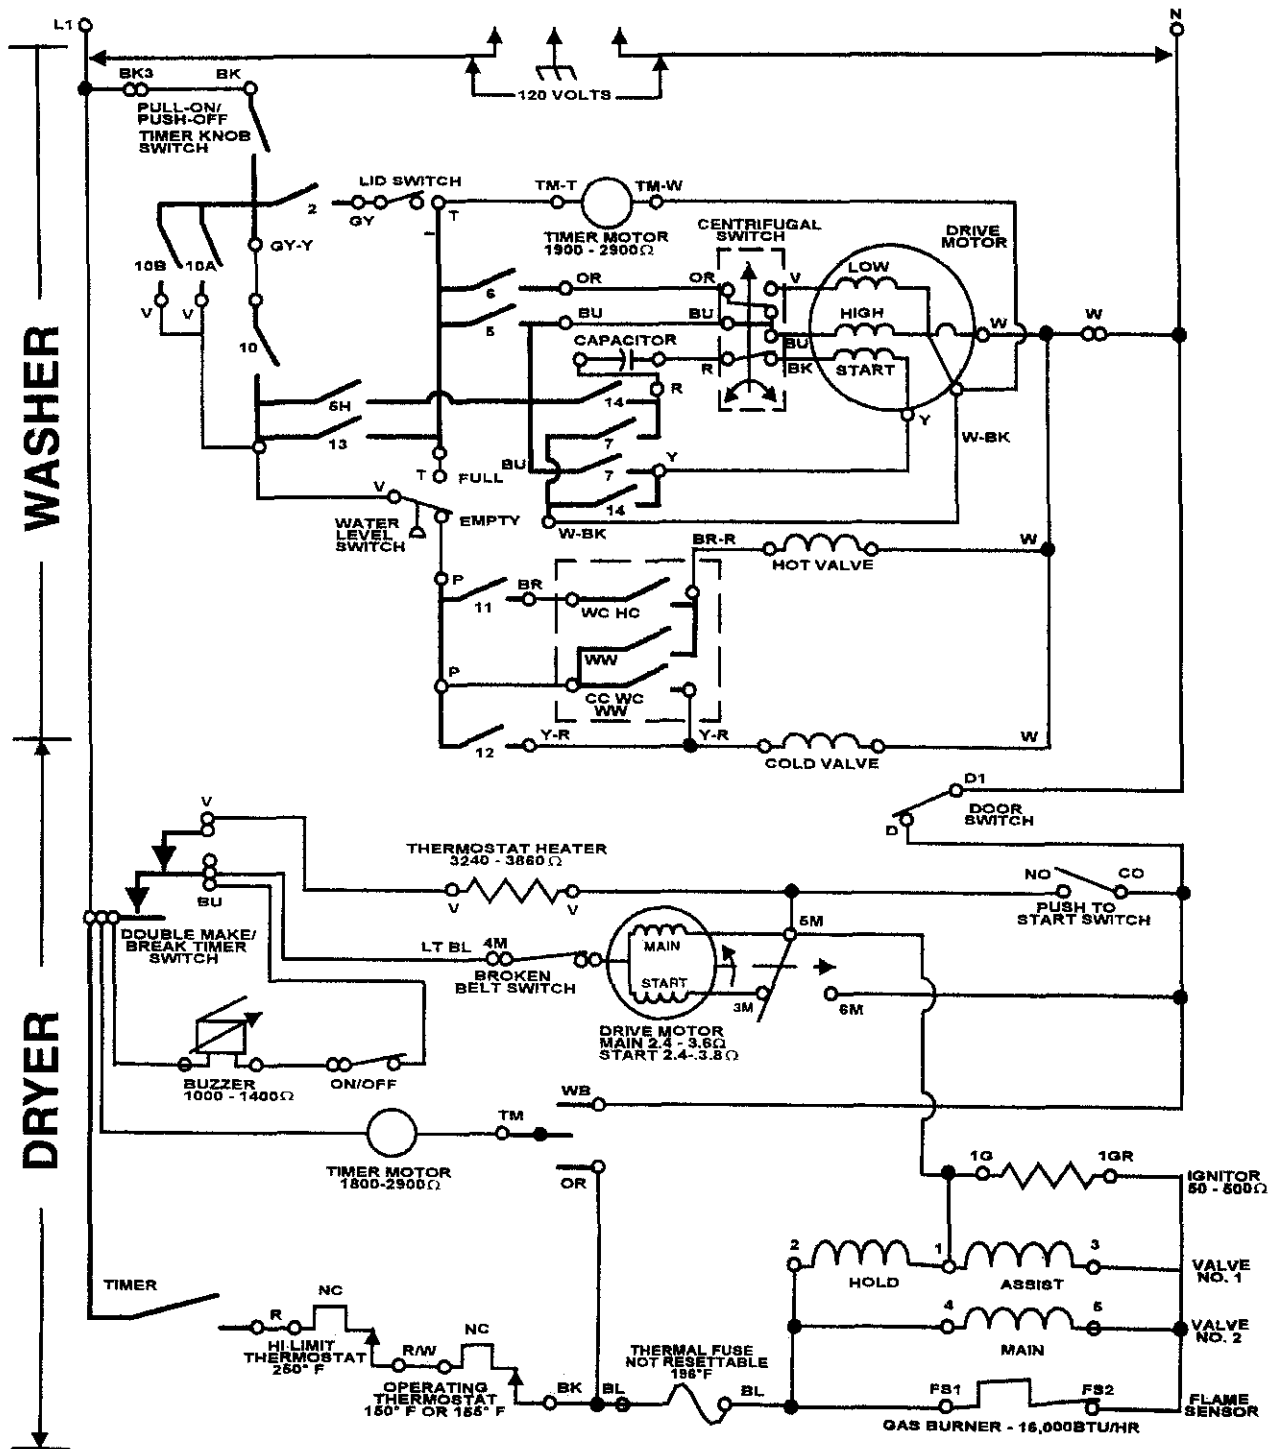 L1
N
BK3
BK
120 VOLTS
PULL-ON/
PUSH-OFF
TIMER KNOB
SWITCH
LID SWITCH
TM-T
TM-W
2
GY
T
TIMER MOTOR
1900 - 2900Ω
CENTRIFUGAL
SWITCH
DRIVE
MOTOR
GY-Y
10B
10A
V
V
6
OR
OR
V
LOW
5
BU
BU
BU
HIGH
W
W
10
CAPACITOR
R
BK
START
R
5H
14
13
7
Y
W-BK
T
FULL
BU
7
Y
V
14
WATER
LEVEL
SWITCH
EMPTY
W-BK
WASHER
BR-R
HOT VALVE
W
P
11
BR
WC HC
WW
P
CC WC
WW
12
Y-R
Y-R
COLD VALVE
W
D1
DOOR
SWITCH
D
V
THERMOSTAT HEATER
3240 - 3860Ω
V
V
NO
CO
PUSH TO
START SWITCH
BU
DOUBLE MAKE/
BREAK TIMER
SWITCH
LT BL
4M
BROKEN
BELT SWITCH
MAIN
START
5M
3M
6M
DRIVE MOTOR
MAIN 2.4 - 3.6Ω
START 2.4-.3.8Ω
BUZZER
1000 - 1400Ω
ON/OFF
DRYER
WB
TM
TIMER MOTOR
1800-2900Ω
OR
1G
1GR
IGNITOR
50 - 500Ω
2
HOLD
1
ASSIST
3
VALVE
NO. 1
TIMER
4
MAIN
5
VALVE
NO. 2
R
NC
HI-LIMIT
THERMOSTAT
250° F
R/W
NC
OPERATING
THERMOSTAT
150° F OR 155° F
BK
BL
THERMAL FUSE
NOT RESETTABLE
196°F
BL
FS1
FS2
FLAME
SENSOR
GAS BURNER - 16,000BTU/HR